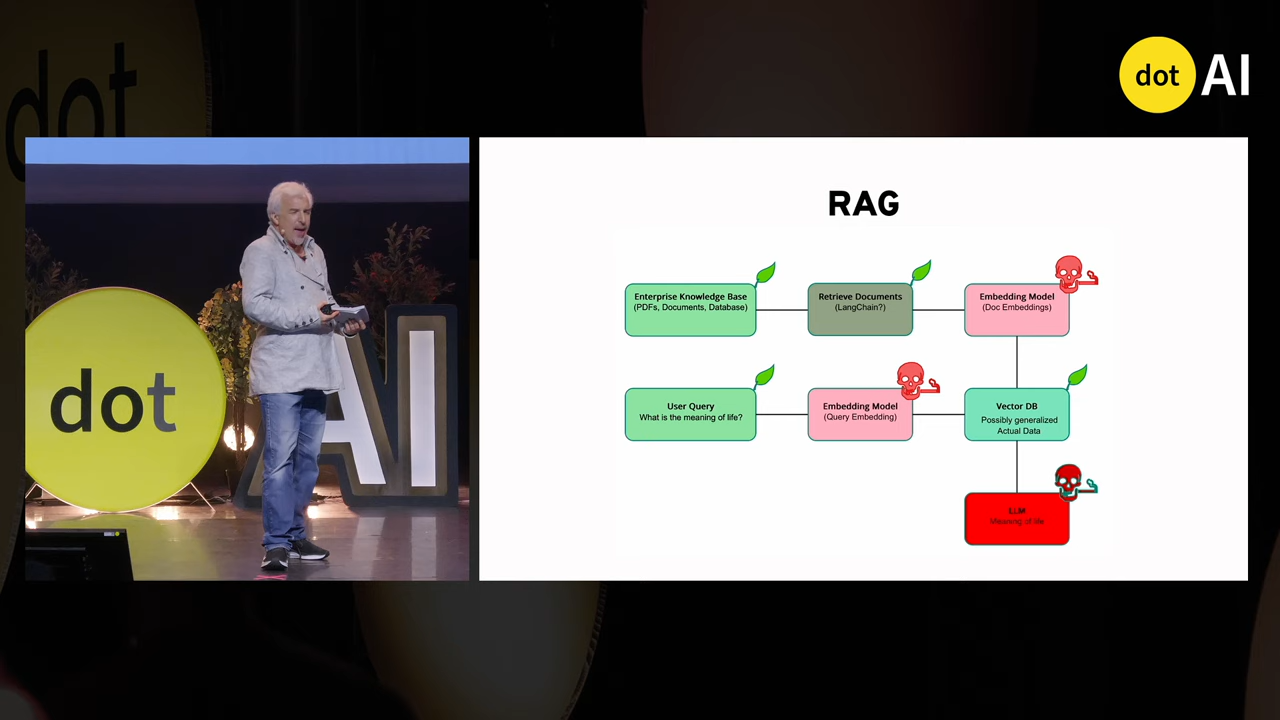 dot
dot AI
dot
AI
RAG
Enterprise Knowledge Base
(PDFs, Documents, Database)
Retrieve Documents
(LangChain?)
Embedding Model
(Doc Embeddings)
User Query
What is the meaning of life?
Embedding Model
(Query Embedding)
Vector DB
Possibly generalized
Actual Data
LLM
Meaning of life